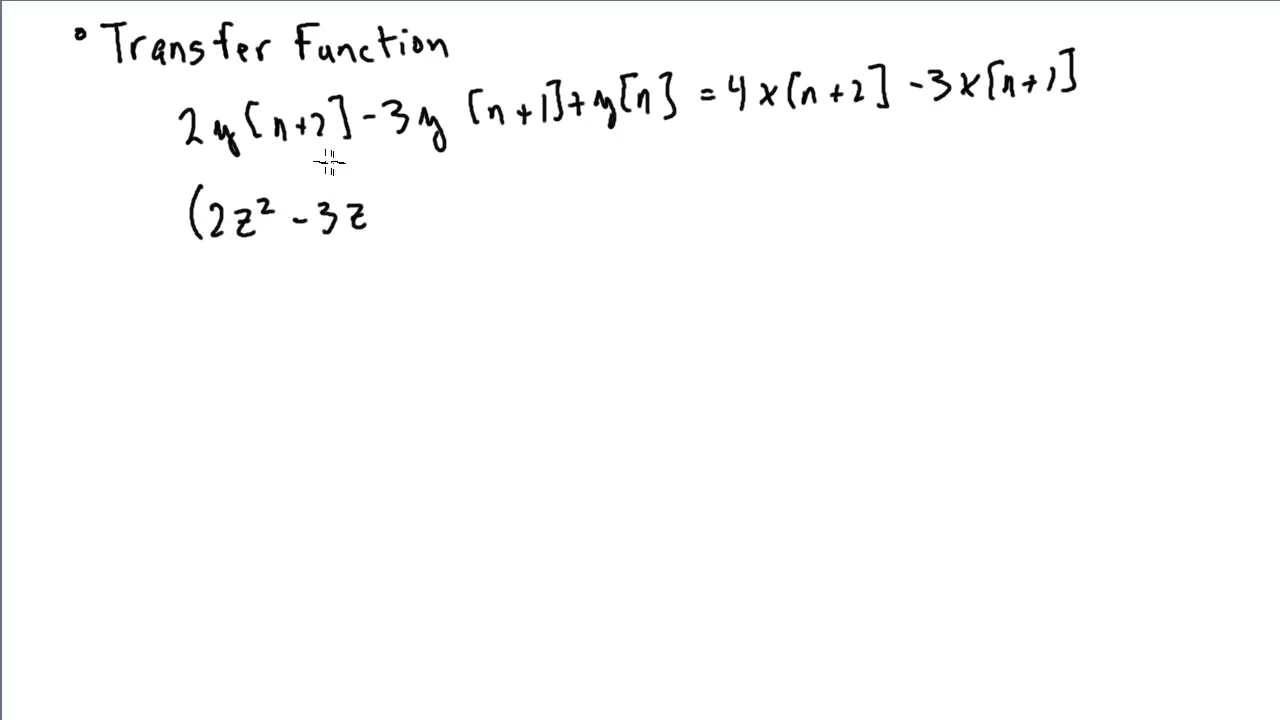 • Transfer Function
2y[n+2] - 3y [n+1] + y[n] = 4x[n+2] - 3x[n+1]
(2z² - 3z